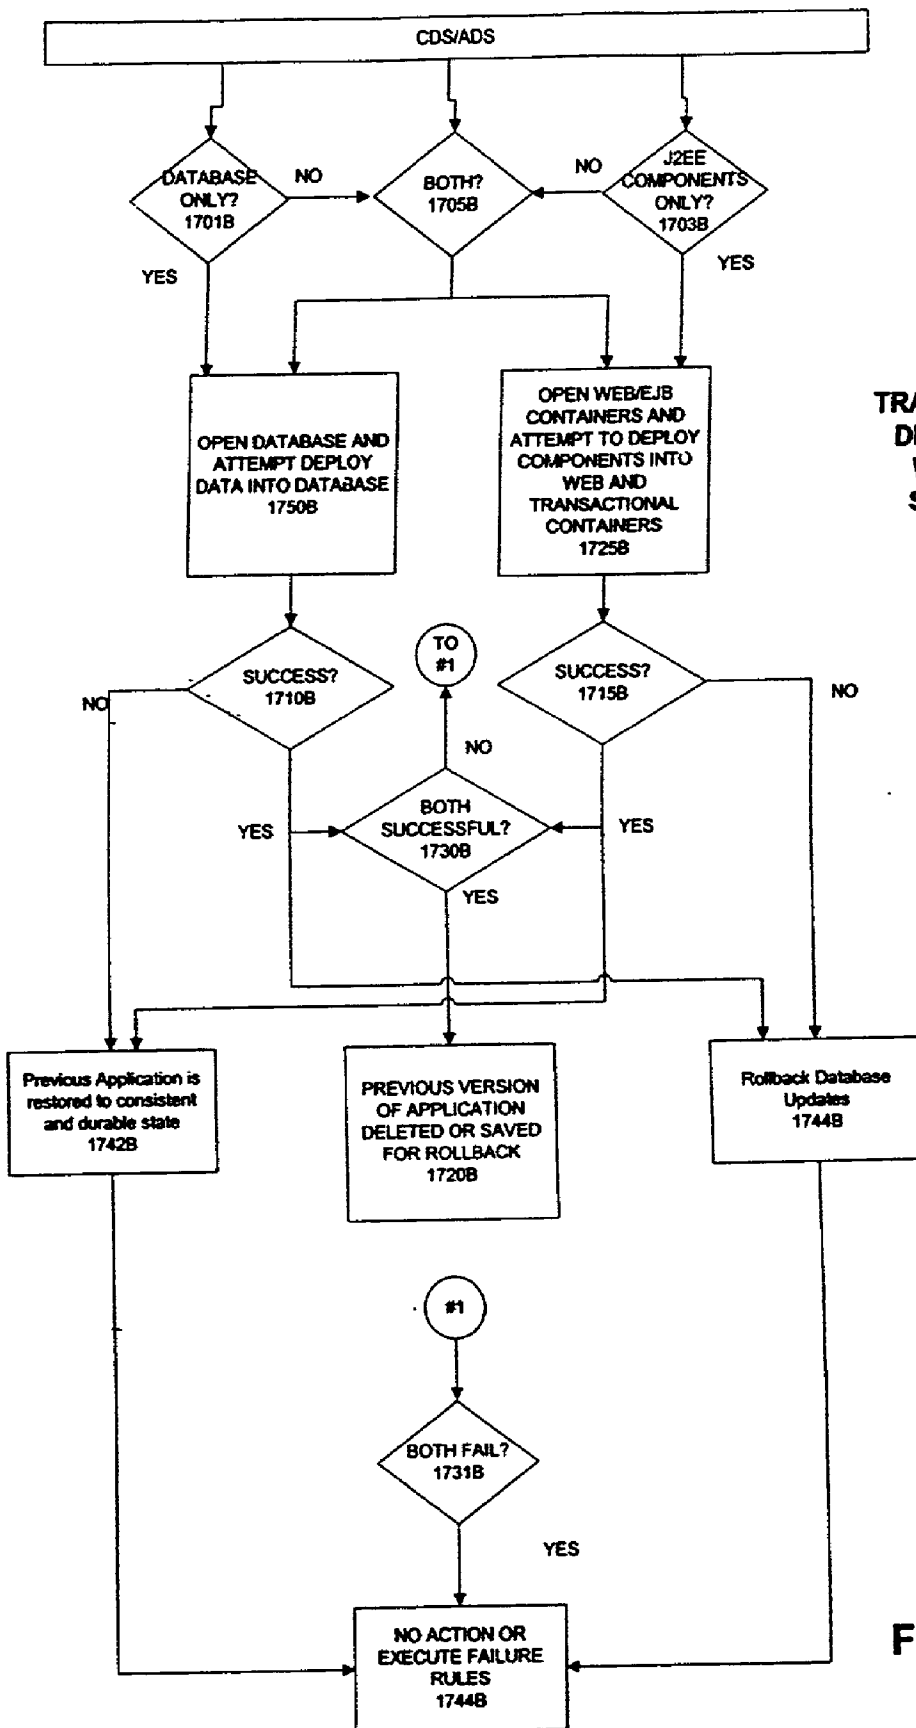 CDS/ADS
DATABASE
ONLY?
1701B
NO
BOTH?
1705B
NO
J2EE
COMPONENTS
ONLY?
1703B
YES
YES
OPEN DATABASE AND
ATTEMPT DEPLOY
DATA INTO DATABASE
1750B
OPEN WEB/EJB
CONTAINERS AND
ATTEMPT TO DEPLOY
COMPONENTS INTO
WEB AND
TRANSACTIONAL
CONTAINERS
1725B
TRA
DI
S
SUCCESS?
1710B
NO
TO
#1
SUCCESS?
1715B
NO
NO
YES
BOTH
SUCCESSFUL?
1730B
YES
YES
Previous Application is
restored to consistent
and durable state
1742B
PREVIOUS VERSION
OF APPLICATION
DELETED OR SAVED
FOR ROLLBACK
1720B
Rollback Database
Updates
1744B
#1
BOTH FAIL?
1731B
YES
NO ACTION OR
EXECUTE FAILURE
RULES
1744B
F